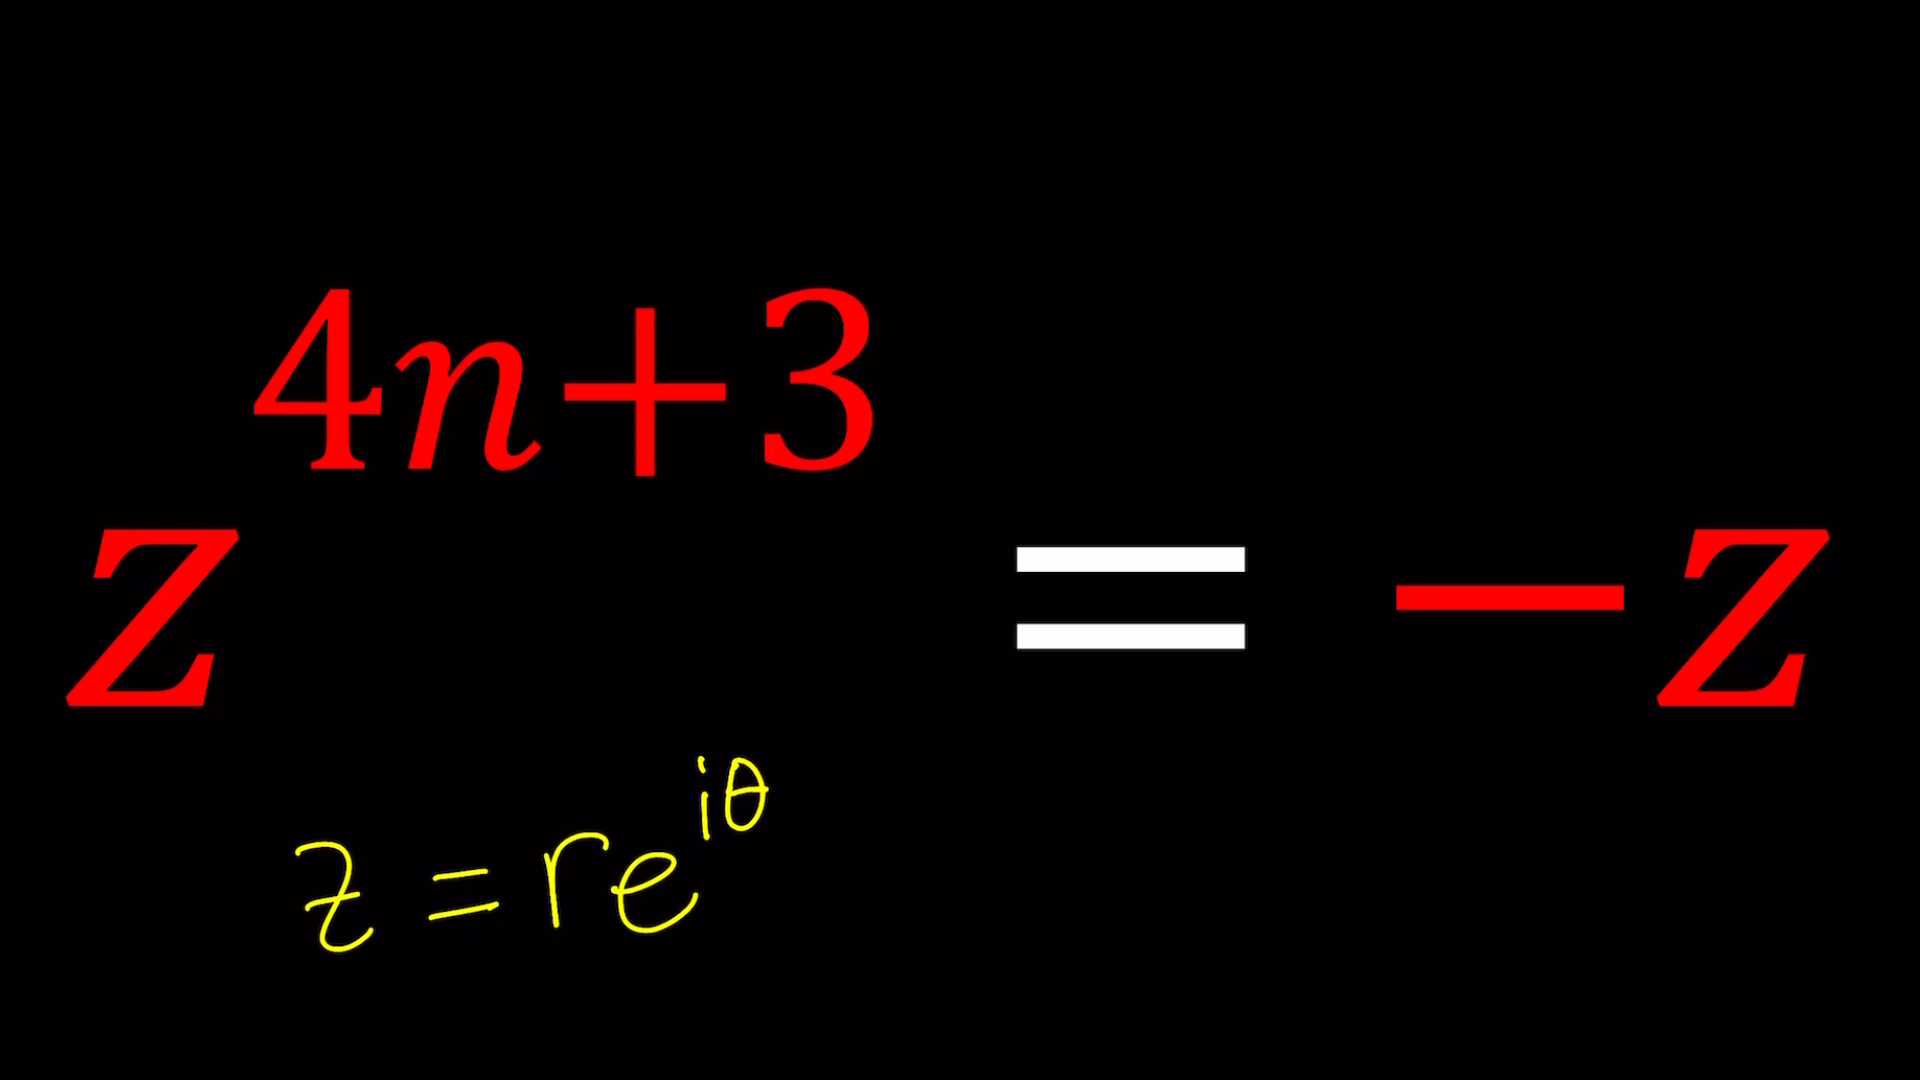 z^{4n+3} = −z
z = re^{iθ}